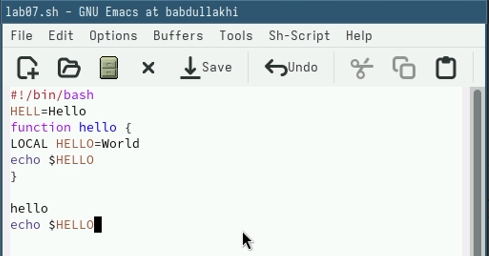 lab07.sh - GNU Emacs at babdullakhi
File Edit Options Buffers Tools Sh-Script Help
Save Undo
#!/bin/bash
HELL=Hello
function hello {
LOCAL HELLO=World
echo $HELLO
}
hello
echo $HELLO